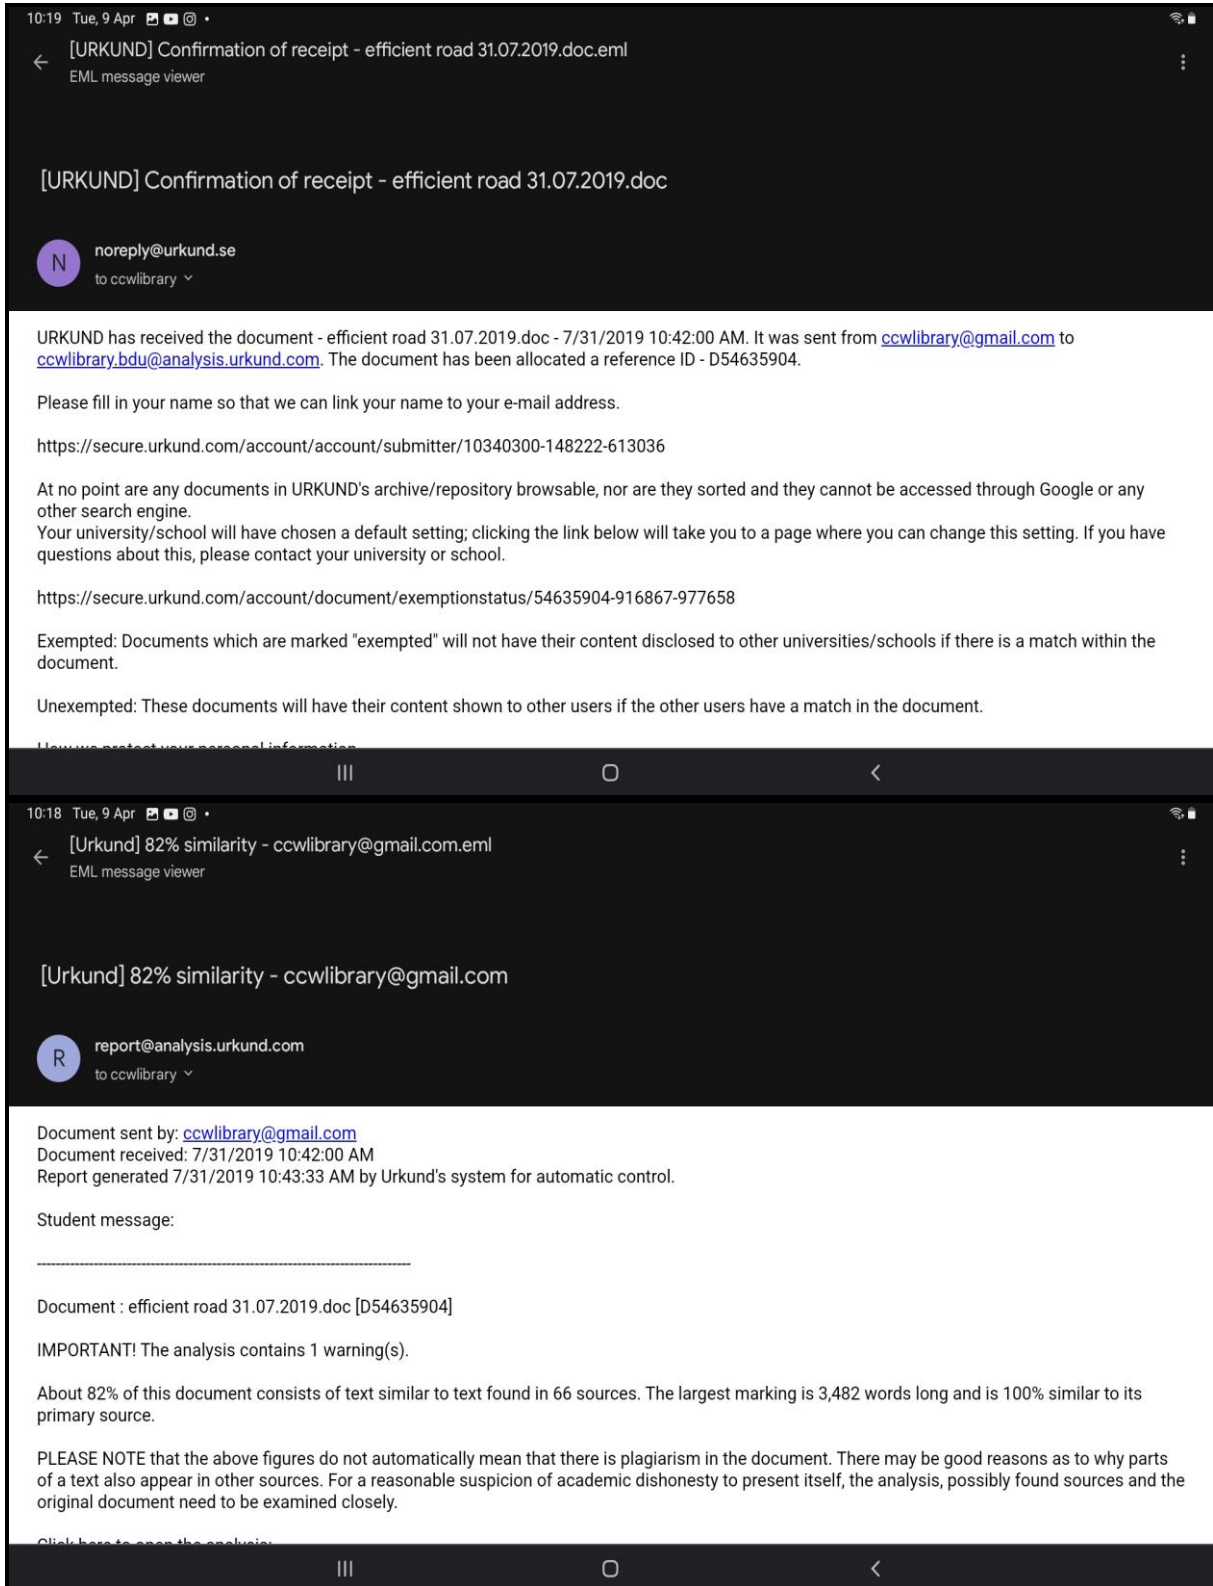 10:19 Tue, 9 Apr
[URKUND] Confirmation of receipt - efficient road 31.07.2019.doc.eml
EML message viewer
[URKUND] Confirmation of receipt - efficient road 31.07.2019.doc
N
noreply@urkund.se
to ccwlibrary
URKUND has received the document - efficient road 31.07.2019.doc - 7/31/2019 10:42:00 AM. It was sent from ccwlibrary@gmail.com to
ccwlibrary.bdu@analysis.urkund.com. The document has been allocated a reference ID - D54635904.
Please fill in your name so that we can link your name to your e-mail address.
https://secure.urkund.com/account/account/submitter/10340300-148222-613036
At no point are any documents in URKUND's archive/repository browsable, nor are they sorted and they cannot be accessed through Google or any
other search engine.
Your university/school will have chosen a default setting; clicking the link below will take you to a page where you can change this setting. If you have
questions about this, please contact your university or school.
https://secure.urkund.com/account/document/exemptionstatus/54635904-916867-977658
Exempted: Documents which are marked "exempted" will not have their content disclosed to other universities/schools if there is a match within the
document.
Unexempted: These documents will have their content shown to other users if the other users have a match in the document.
How we protect your personal information
10:18 Tue, 9 Apr
[Urkund] 82% similarity - ccwlibrary@gmail.com.eml
EML message viewer
[Urkund] 82% similarity - ccwlibrary@gmail.com
R
report@analysis.urkund.com
to ccwlibrary
Document sent by: ccwlibrary@gmail.com
Document received: 7/31/2019 10:42:00 AM
Report generated 7/31/2019 10:43:33 AM by Urkund's system for automatic control.
Student message:
--------------------------------------------------------------------------------
Document : efficient road 31.07.2019.doc [D54635904]
IMPORTANT! The analysis contains 1 warning(s).
About 82% of this document consists of text similar to text found in 66 sources. The largest marking is 3,482 words long and is 100% similar to its
primary source.
PLEASE NOTE that the above figures do not automatically mean that there is plagiarism in the document. There may be good reasons as to why parts
of a text also appear in other sources. For a reasonable suspicion of academic dishonesty to present itself, the analysis, possibly found sources and the
original document need to be examined closely.
Click here to open the analysis: